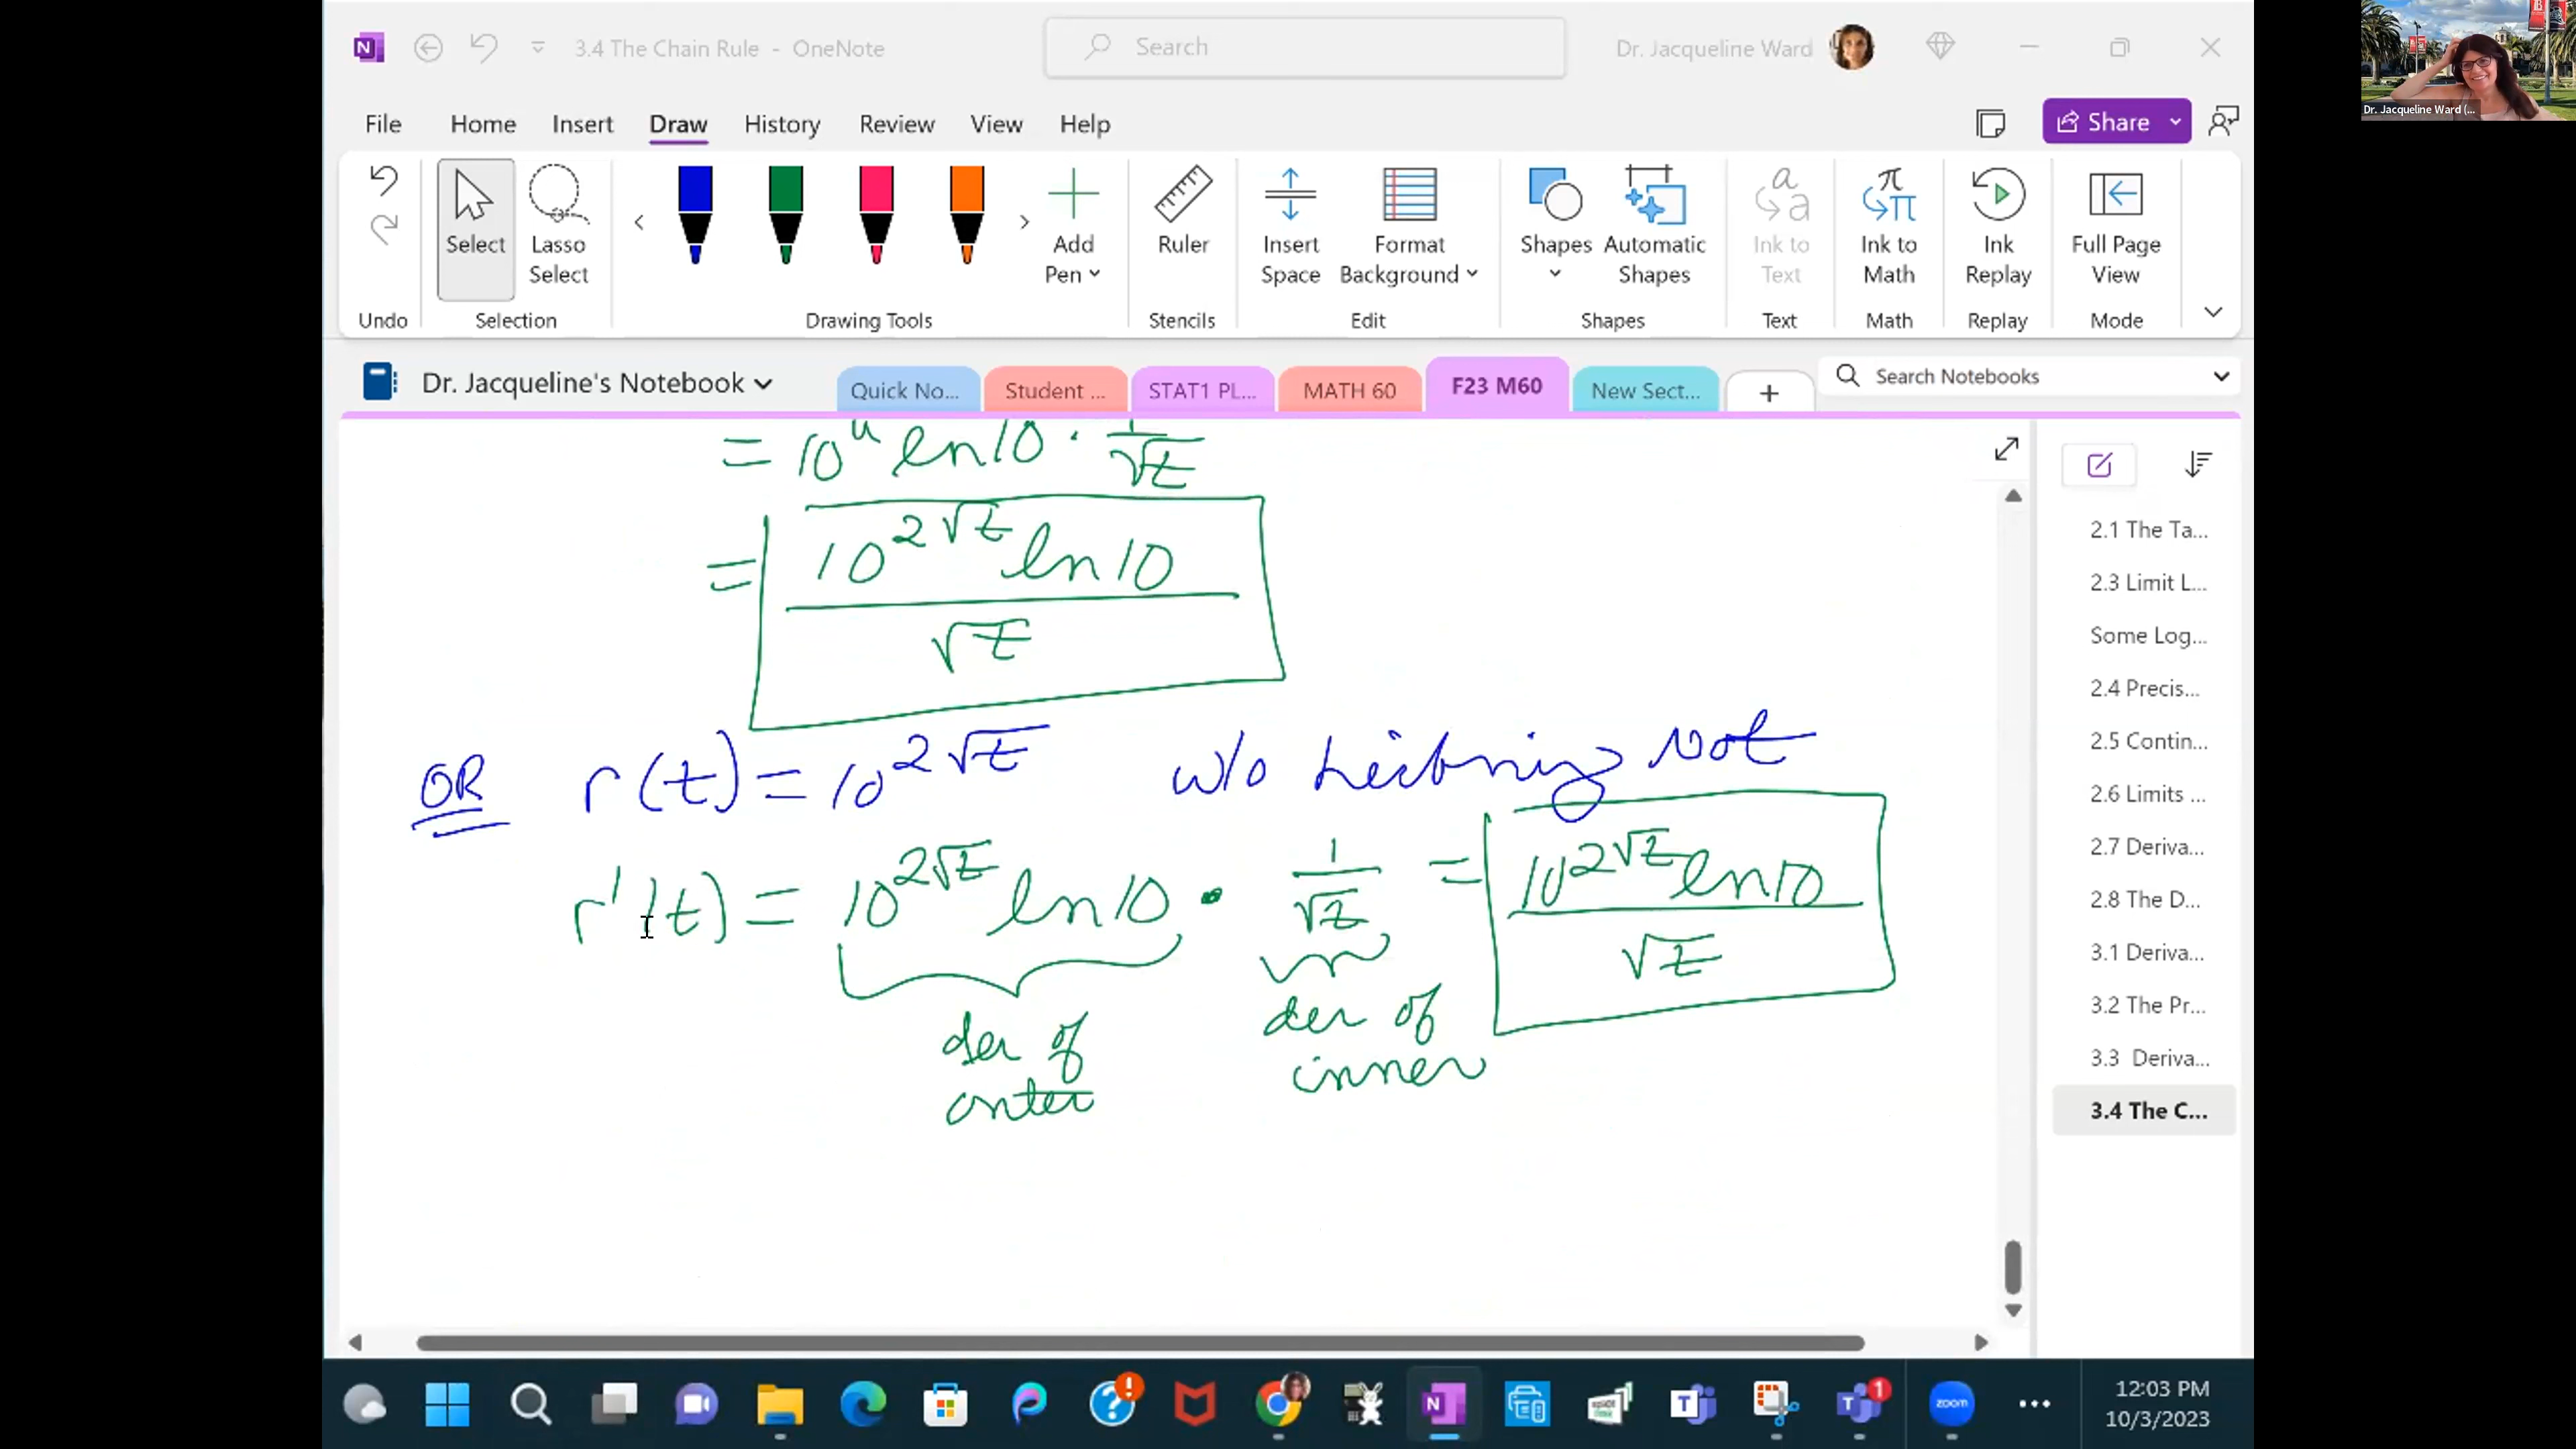 3.4 The Chain Rule - OneNote
Search
Dr. Jacqueline Ward
Dr. Jacqueline Ward (...
File Home Insert Draw History Review View Help
Share
Select
Lasso Select
Add Pen
Ruler
Insert Space
Format Background
Shapes
Automatic Shapes
Ink to Text
Ink to Math
Ink Replay
Full Page View
Undo Selection Drawing Tools Stencils Edit Shapes Text Math Replay Mode
Dr. Jacqueline's Notebook
Quick No... Student ... STAT1 PL... MATH 60 F23 M60 New Sect... +
Search Notebooks
= 10^u ln10 · 1/√t
= 10^(2√t) ln10 / √t
OR r(t) = 10^(2√t) w/o Leibniz Not
r'(t) = 10^(2√t) ln10 · 1/√t = 10^(2√t) ln10 / √t
der of outer
der of inner
2.1 The Ta...
2.3 Limit L...
Some Log...
2.4 Precis...
2.5 Contin...
2.6 Limits ...
2.7 Deriva...
2.8 The D...
3.1 Deriva...
3.2 The Pr...
3.3 Deriva...
3.4 The C...
zoom
1
12:03 PM
10/3/2023